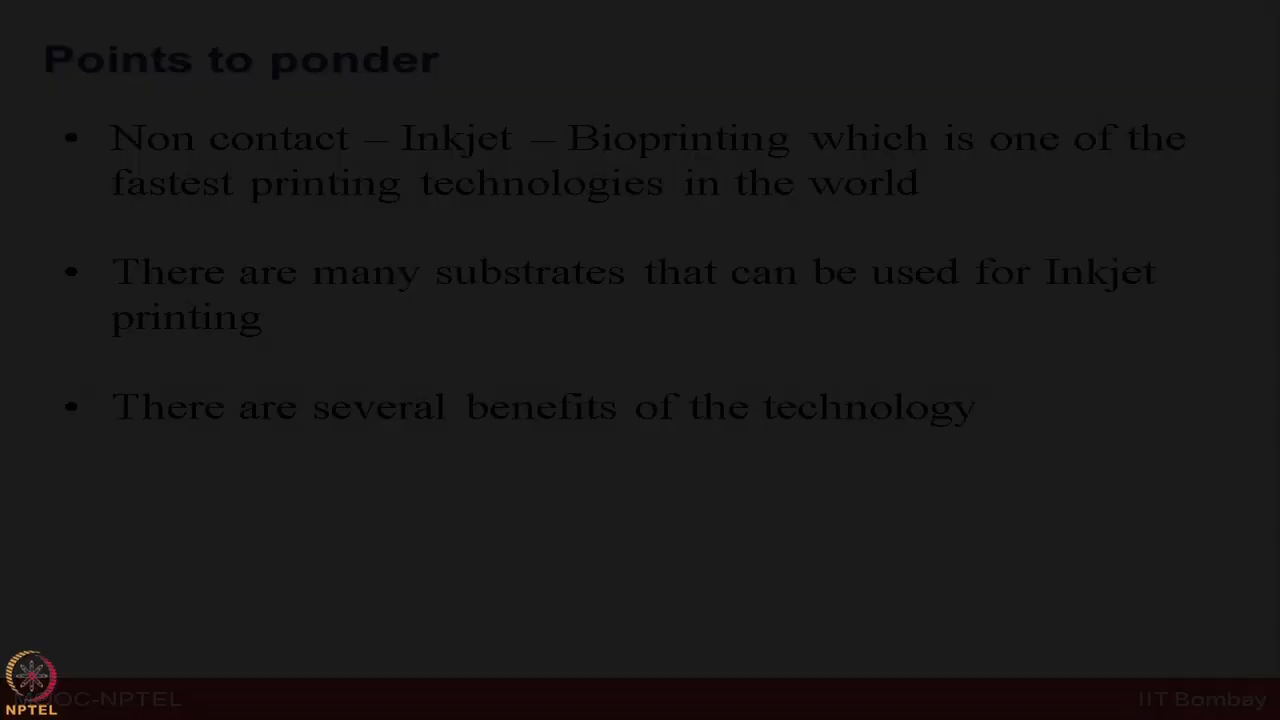 Points to ponder
• Non contact – Inkjet – Bioprinting which is one of the
fastest printing technologies in the world
• There are many substrates that can be used for Inkjet
printing
• There are several benefits of the technology
MOOC-NPTEL
IIT Bombay
NPTEL